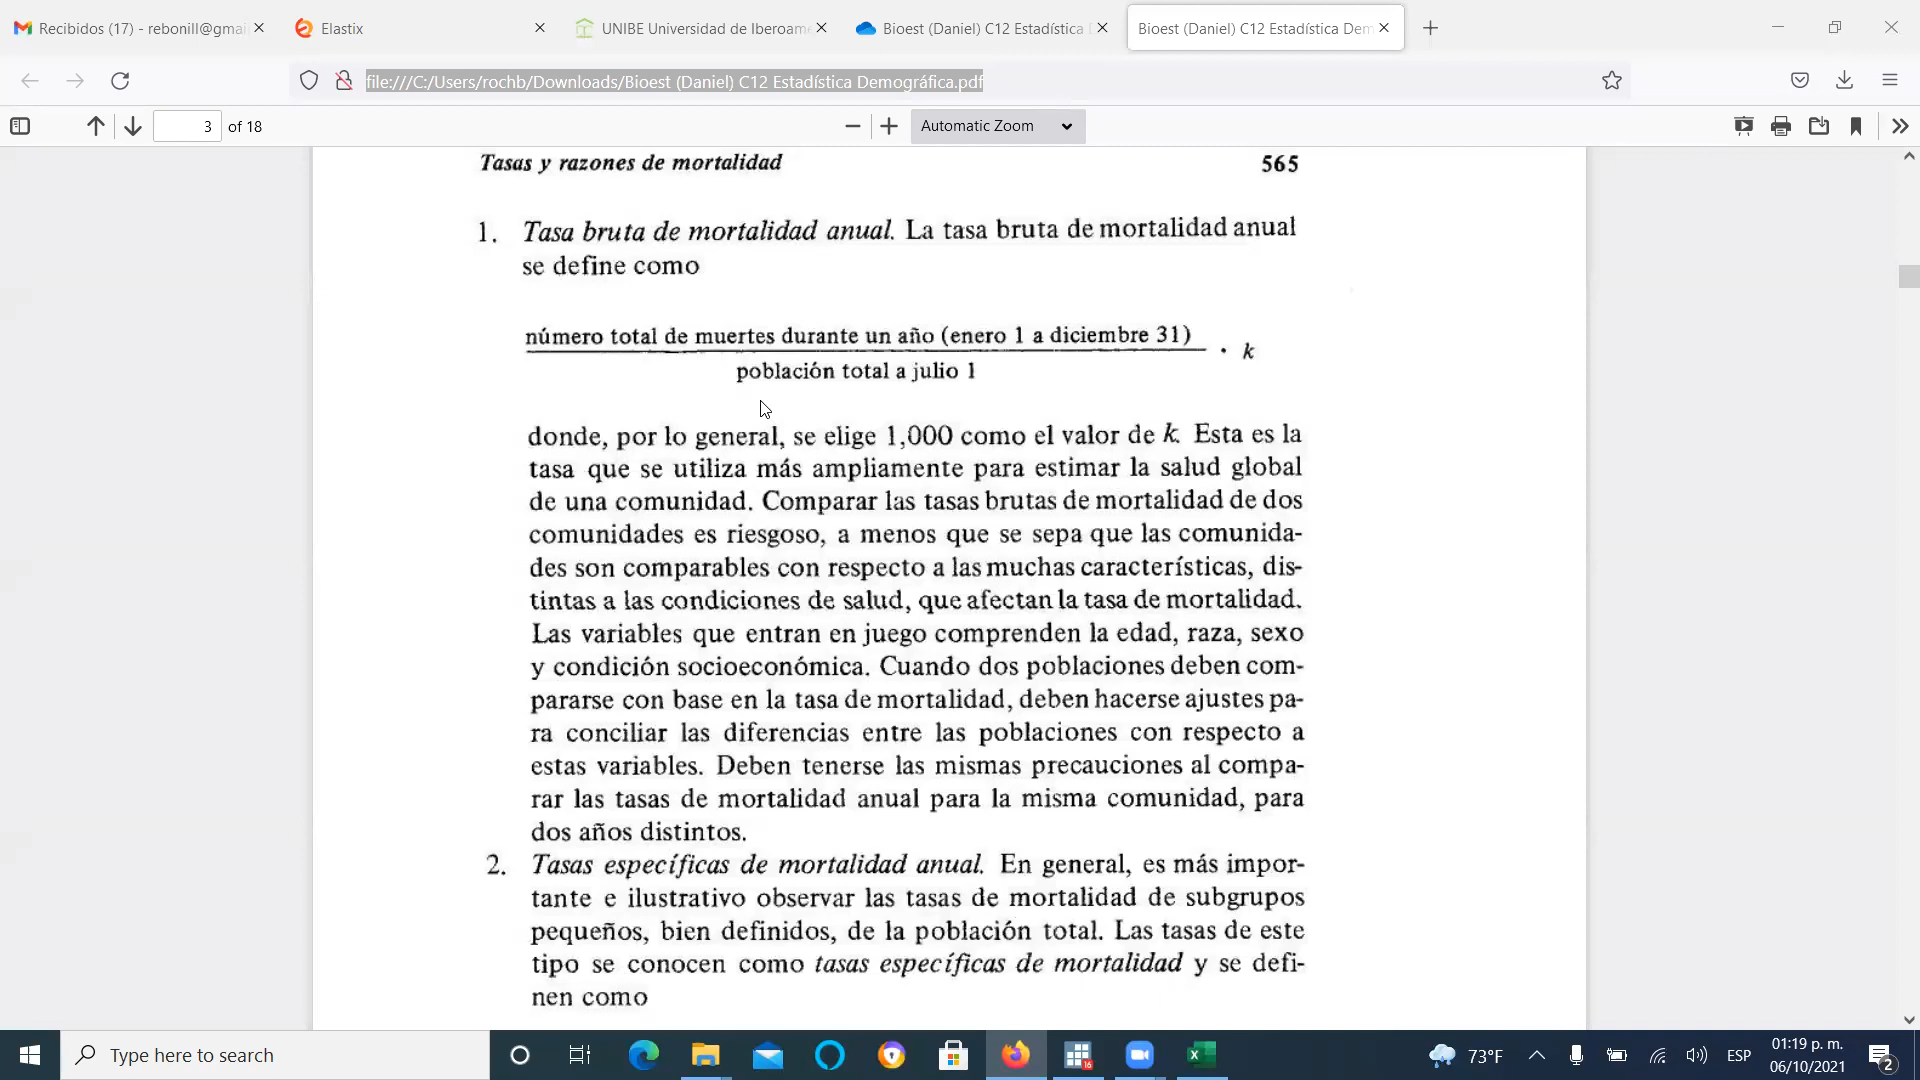 Recibidos (17) - rebonill@gmai
Elastix
UNIBE Universidad de Iberoame
Bioest (Daniel) C12 Estadística D
Bioest (Daniel) C12 Estadística Dem
file:///C:/Users/rochb/Downloads/Bioest (Daniel) C12 Estadística Demográfica.pdf
3 of 18
Automatic Zoom
Tasas y razones de mortalidad 565
1. Tasa bruta de mortalidad anual. La tasa bruta de mortalidad anual
se define como
número total de muertes durante un año (enero 1 a diciembre 31)
· k
población total a julio 1
donde, por lo general, se elige 1,000 como el valor de k. Esta es la
tasa que se utiliza más ampliamente para estimar la salud global
de una comunidad. Comparar las tasas brutas de mortalidad de dos
comunidades es riesgoso, a menos que se sepa que las comunida-
des son comparables con respecto a las muchas características, dis-
tintas a las condiciones de salud, que afectan la tasa de mortalidad.
Las variables que entran en juego comprenden la edad, raza, sexo
y condición socioeconómica. Cuando dos poblaciones deben com-
pararse con base en la tasa de mortalidad, deben hacerse ajustes pa-
ra conciliar las diferencias entre las poblaciones con respecto a
estas variables. Deben tenerse las mismas precauciones al compa-
rar las tasas de mortalidad anual para la misma comunidad, para
dos años distintos.
2. Tasas específicas de mortalidad anual. En general, es más impor-
tante e ilustrativo observar las tasas de mortalidad de subgrupos
pequeños, bien definidos, de la población total. Las tasas de este
tipo se conocen como tasas específicas de mortalidad y se defi-
nen como
Type here to search
16
73°F
ESP
01:19 p. m.
06/10/2021
2